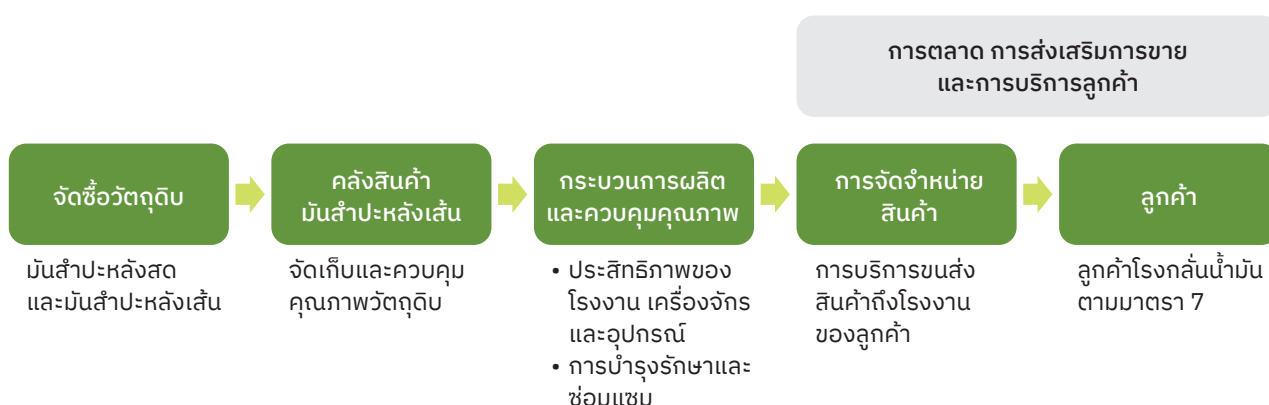 การตลาด การส่งเสริมการขาย
และการบริการลูกค้า
จัดซื้อวัตถุดิบ
คลังสินค้า
มันสำปะหลังเส้น
กระบวนการผลิต
และควบคุมคุณภาพ
การจัดจำหน่าย
สินค้า
ลูกค้า
มันสำปะหลังสด
และมันสำปะหลังเส้น
จัดเก็บและควบคุม
คุณภาพวัตถุดิบ
• ประสิทธิภาพของ
โรงงาน เครื่องจักร
และอุปกรณ์
• การบำรุงรักษาและ
ซ่อมแซม
การบริการขนส่ง
สินค้าถึงโรงงาน
ของลูกค้า
ลูกค้าโรงกลั่นน้ำมัน
ตามมาตรา 7